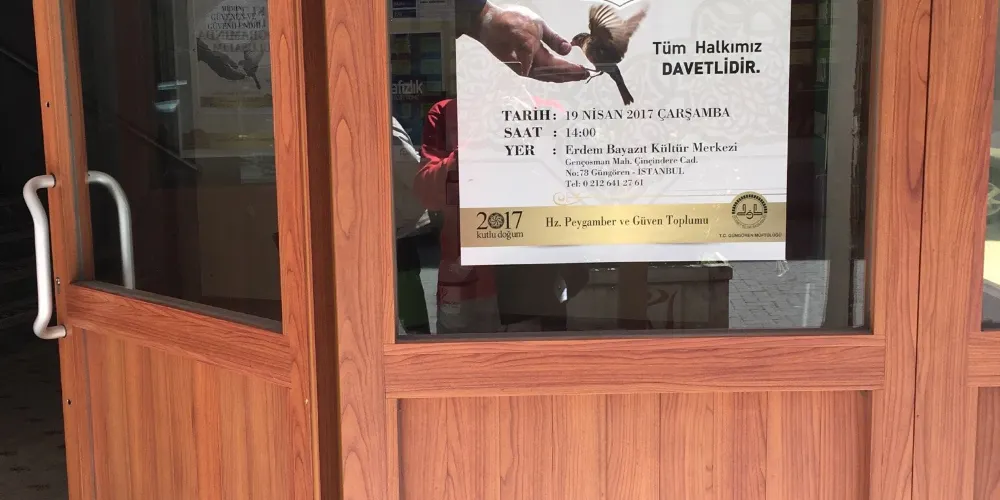 Tüm Halkımız
DAVETLİDİR.
TARİH : 19 NİSAN 2017 ÇARŞAMBA
SAAT : 14:00
YER : Erdem Bayazıt Kültür Merkezi
Gençosman Mah. Çinçindere Cad.
No:78 Güngören - İSTANBUL
Tel: 0 212 641 27 61
2017
kutlu doğum
Hz. Peygamber ve Güven Toplumu
T.C. GÜNGÖREN MÜFTÜLÜĞÜ